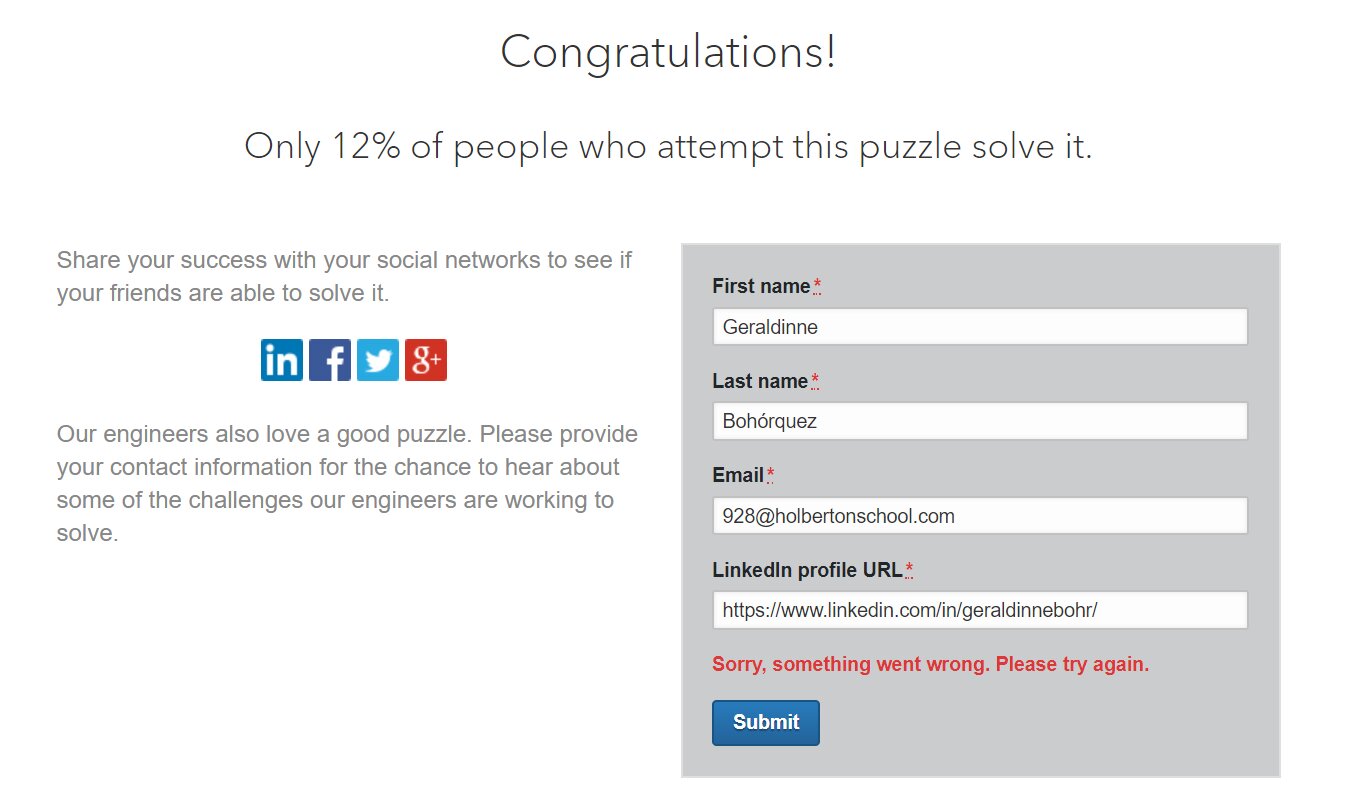 Congratulations!
Only 12% of people who attempt this puzzle solve it.
Share your success with your social networks to see if
your friends are able to solve it.
in f g+
Our engineers also love a good puzzle. Please provide
your contact information for the chance to hear about
some of the challenges our engineers are working to
solve.
First name*
Geraldinne
Last name*
Bohórquez
Email*
928@holbertonschool.com
LinkedIn profile URL*
https://www.linkedin.com/in/geraldinnebohr/
Sorry, something went wrong. Please try again.
Submit